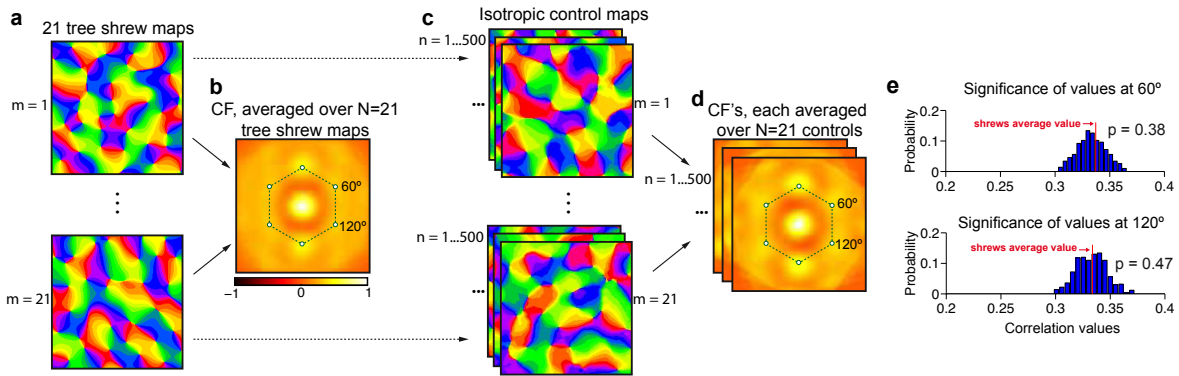 a
21 tree shrew maps
m = 1
m = 21
b
CF, averaged over N=21
tree shrew maps
60º
120º
−1 0 1
c
Isotropic control maps
n = 1...500
m = 1
n = 1...500
m = 21
d
CF's, each averaged
over N=21 controls
n = 1...500
60º
120º
e
Significance of values at 60º
Probability
0.2
0.1
0
shrews average value
p = 0.38
0.2 0.25 0.3 0.35 0.4
Significance of values at 120º
Probability
0.2
0.1
0
shrews average value
p = 0.47
0.2 0.25 0.3 0.35 0.4
Correlation values